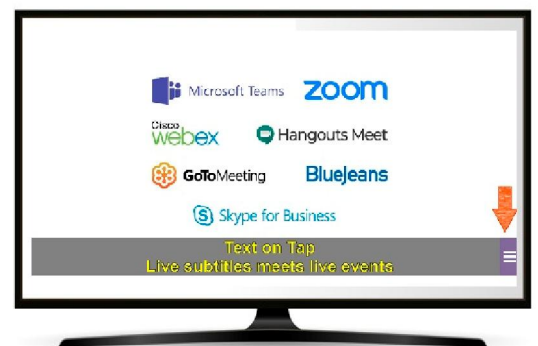 Microsoft Teams
zoom
Cisco
webex
Hangouts Meet
GoToMeeting
BlueJeans
S Skype for Business
Text on Tap
Live subtitles meets live events